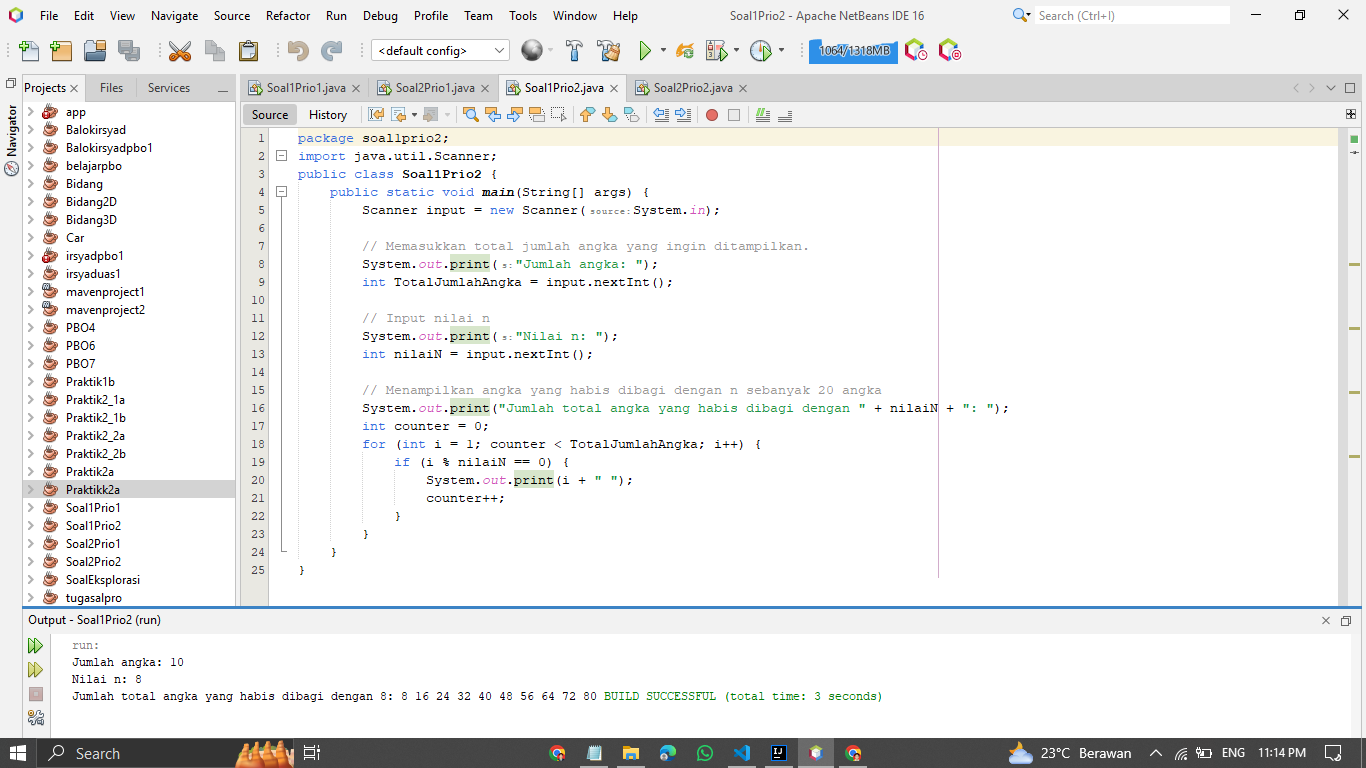 File Edit View Navigate Source Refactor Run Debug Profile Team Tools Window Help
Soal1Prio2 - Apache NetBeans IDE 16
Search (Ctrl+I)
<default config>
1064/1318MB
Projects Files Services
Navigator
app
Balokirsyad
Balokirsyadpbo1
belajarpbo
Bidang
Bidang2D
Bidang3D
Car
irsyadpbo1
irsyaduas1
mavenproject1
mavenproject2
PBO4
PBO6
PBO7
Praktik1b
Praktik2_1a
Praktik2_1b
Praktik2_2a
Praktik2_2b
Praktik2a
Praktikk2a
Soal1Prio1
Soal1Prio2
Soal2Prio1
Soal2Prio2
SoalEksplorasi
tugasalpro
Soal1Prio1.java Soal2Prio1.java Soal1Prio2.java Soal2Prio2.java
Source History
1 package soal1prio2;
2 import java.util.Scanner;
3 public class Soal1Prio2 {
4 public static void main(String[] args) {
5 Scanner input = new Scanner(source:System.in);
6
7 // Memasukkan total jumlah angka yang ingin ditampilkan.
8 System.out.print(s:"Jumlah angka: ");
9 int TotalJumlahAngka = input.nextInt();
10
11 // Input nilai n
12 System.out.print(s:"Nilai n: ");
13 int nilaiN = input.nextInt();
14
15 // Menampilkan angka yang habis dibagi dengan n sebanyak 20 angka
16 System.out.print("Jumlah total angka yang habis dibagi dengan " + nilaiN + ": ");
17 int counter = 0;
18 for (int i = 1; counter < TotalJumlahAngka; i++) {
19 if (i % nilaiN == 0) {
20 System.out.print(i + " ");
21 counter++;
22 }
23 }
24 }
25 }
Output - Soal1Prio2 (run)
run:
Jumlah angka: 10
Nilai n: 8
Jumlah total angka yang habis dibagi dengan 8: 8 16 24 32 40 48 56 64 72 80 BUILD SUCCESSFUL (total time: 3 seconds)
Search
23°C Berawan
ENG
11:14 PM